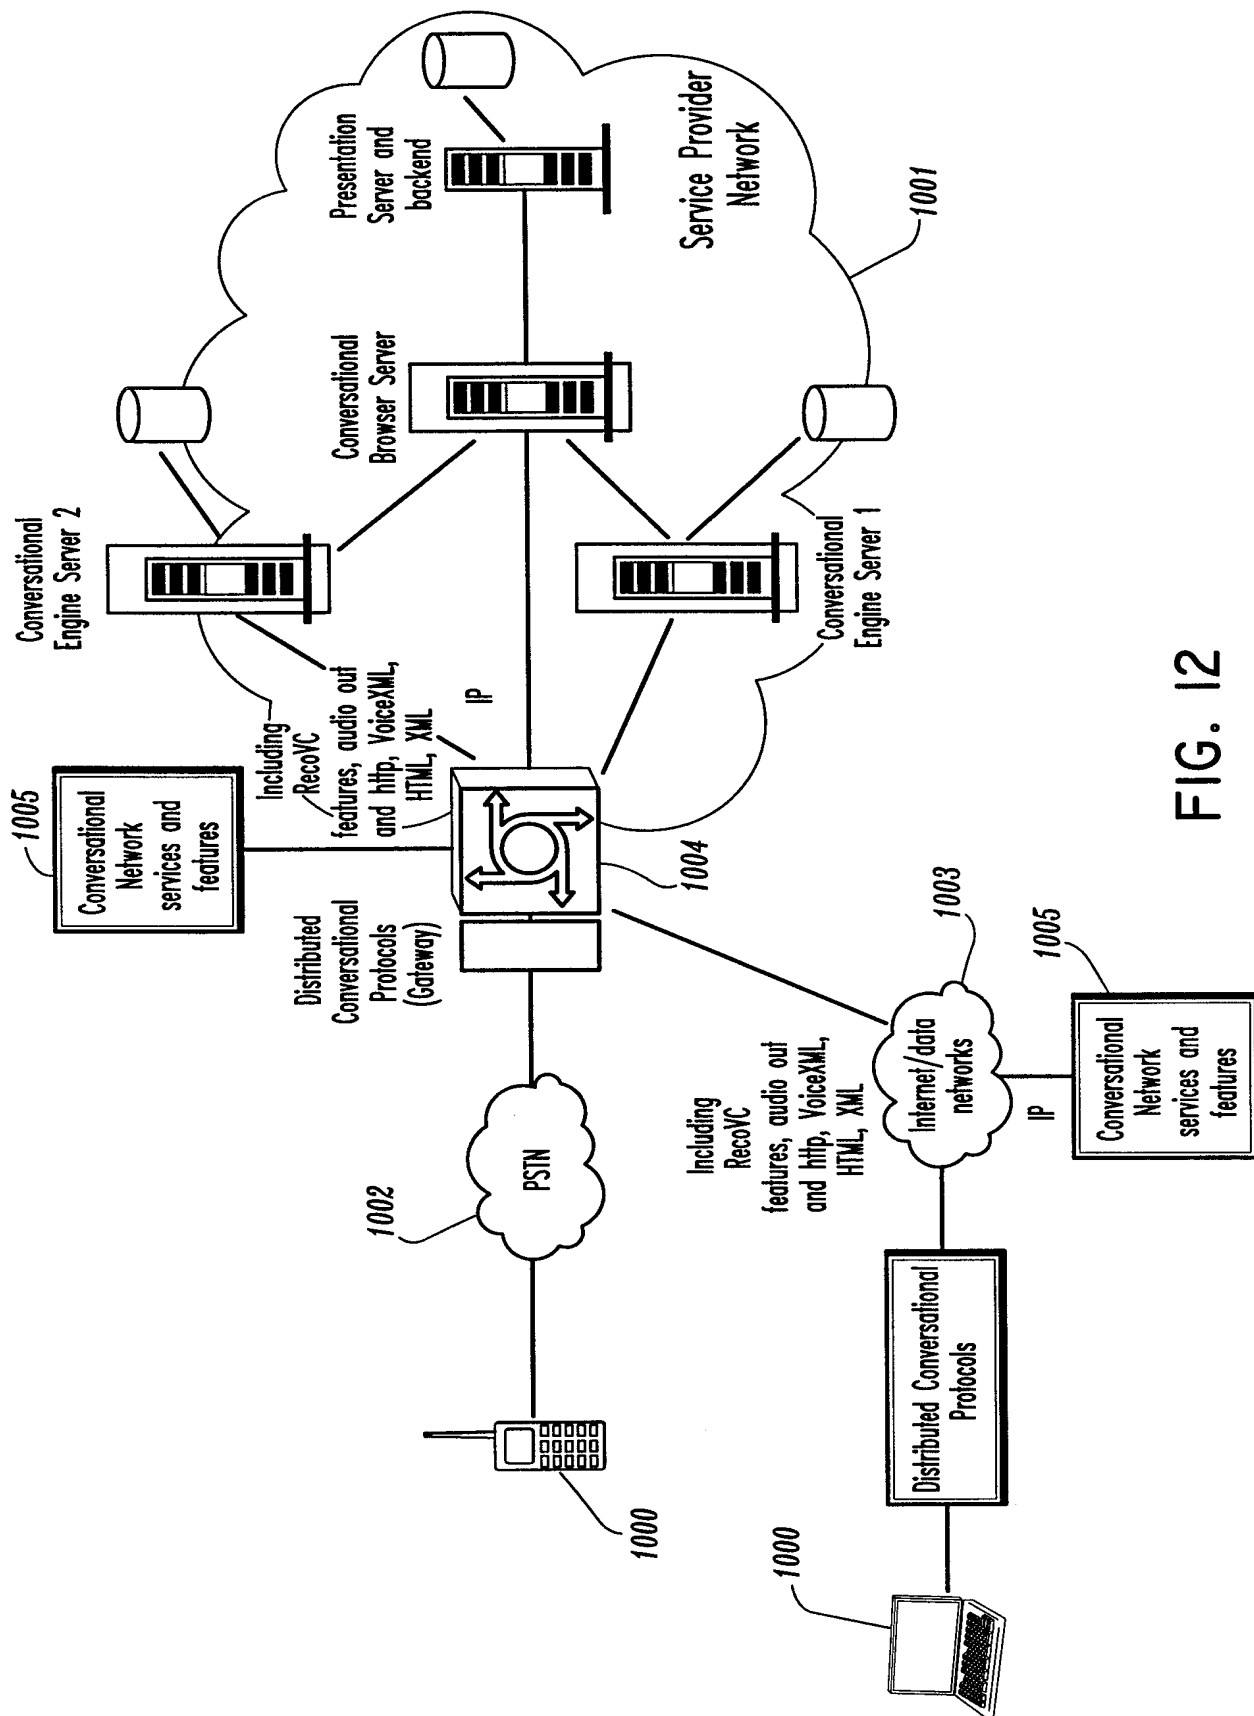 1005
Conversational
Network
services and
features
Conversational
Engine Server 2
Including
RecoVC
features, audio out
and http, VoiceXML,
HTML, XML
IP
Distributed
Conversational
Protocols
(Gateway)
1004
Conversational
Browser Server
Presentation
Server and
backend
Service Provider
Network
1001
Conversational
Engine Server 1
1002
PSTN
1000
Including
RecoVC
features, audio out
and http, VoiceXML,
HTML, XML
1003
Internet/data
networks
IP
1005
Conversational
Network
services and
features
Distributed Conversational
Protocols
1000
FIG. 12